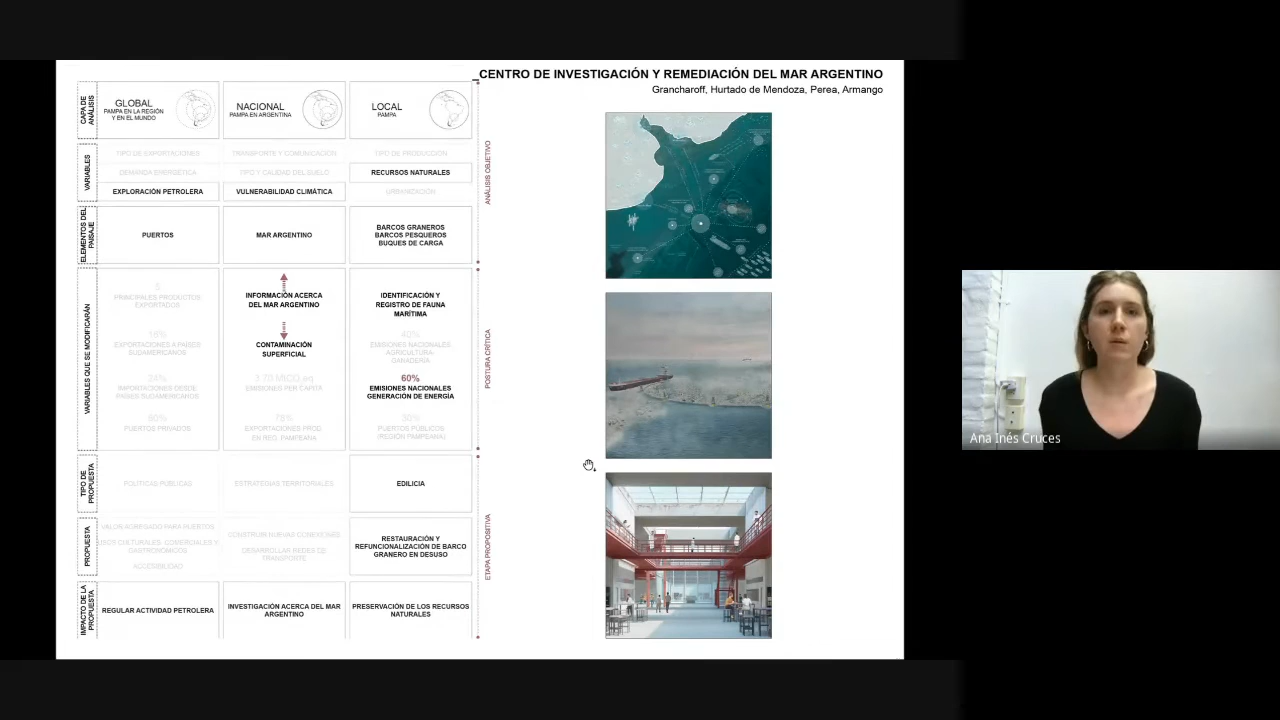 _CENTRO DE INVESTIGACIÓN Y REMEDIACIÓN DEL MAR ARGENTINO
Grancharoff, Hurtado de Mendoza, Perea, Armango
CAPA DE
ANÁLISIS
GLOBAL
PAMPA EN LA REGIÓN
Y EN EL MUNDO
NACIONAL
PAMPA EN ARGENTINA
LOCAL
PAMPA
VARIABLES
TIPO DE EXPORTACIONES
TRANSPORTE Y COMUNICACIÓN
TIPO DE PRODUCCIÓN
DEMANDA ENERGÉTICA
TIPO Y CALIDAD DEL SUELO
RECURSOS NATURALES
EXPLORACIÓN PETROLERA
VULNERABILIDAD CLIMÁTICA
URBANIZACIÓN
ANÁLISIS OBJETIVO
ELEMENTOS DEL
PAISAJE
PUERTOS
MAR ARGENTINO
BARCOS GRANEROS
BARCOS PESQUEROS
BUQUES DE CARGA
VARIABLES QUE SE MODIFICARÁN
PRINCIPALES PRODUCTOS
EXPORTADOS
EXPORTACIONES A PAÍSES
SUDAMERICANOS
24%
IMPORTACIONES DESDE
PAÍSES SUDAMERICANOS
60%
PUERTOS PRIVADOS
INFORMACIÓN ACERCA
DEL MAR ARGENTINO
CONTAMINACIÓN
SUPERFICIAL
EMISIONES PER CÁPITA
78%
EXPORTACIONES PROD.
EN REG. PAMPEANA
IDENTIFICACIÓN Y
REGISTRO DE FAUNA
MARÍTIMA
40%
EMISIONES NACIONALES
AGRICULTURA-
GANADERÍA
60%
EMISIONES NACIONALES
GENERACIÓN DE ENERGÍA
30%
PUERTOS PÚBLICOS
(REGIÓN PAMPEANA)
POSTURA CRÍTICA
TIPO DE
PROPUESTA
POLÍTICAS PÚBLICAS
ESTRATEGIAS TERRITORIALES
EDILICIA
PROPUESTA
VALOR AGREGADO PARA PUERTOS
USOS CULTURALES, COMERCIALES Y
GASTRONÓMICOS
ACCESIBILIDAD
CONSTRUIR NUEVAS CONEXIONES
DESARROLLAR REDES DE
TRANSPORTE
RESTAURACIÓN Y
REFUNCIONALIZACIÓN DE BARCO
GRANERO EN DESUSO
ETAPA PROPOSITIVA
IMPACTO DE LA
PROPUESTA
REGULAR ACTIVIDAD PETROLERA
INVESTIGACIÓN ACERCA DEL MAR
ARGENTINO
PRESERVACIÓN DE LOS RECURSOS
NATURALES
Ana Inés Cruces